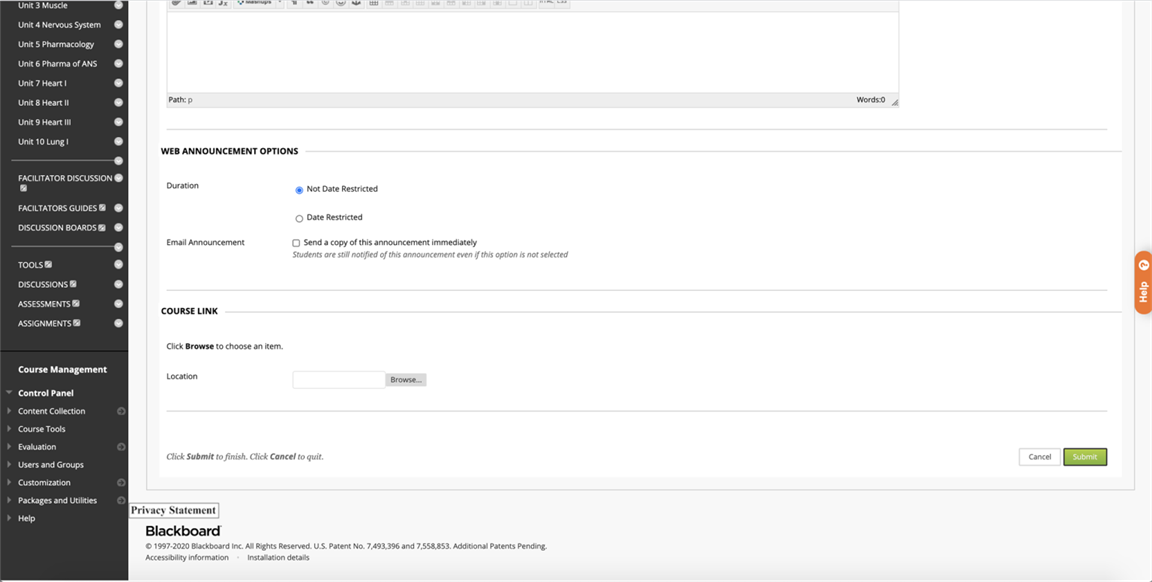 Unit 3 Muscle
Unit 4 Nervous System
Unit 5 Pharmacology
Unit 6 Pharma of ANS
Unit 7 Heart I
Unit 8 Heart II
Unit 9 Heart III
Unit 10 Lung I
FACILITATOR DISCUSSION
FACILTATORS GUIDES
DISCUSSION BOARDS
TOOLS
DISCUSSIONS
ASSESSMENTS
ASSIGNMENTS
Course Management
Control Panel
Content Collection
Course Tools
Evaluation
Users and Groups
Customization
Packages and Utilities
Help
Path: p
Words:0
WEB ANNOUNCEMENT OPTIONS
Duration
Not Date Restricted
Date Restricted
Email Announcement
Send a copy of this announcement immediately
Students are still notified of this announcement even if this option is not selected
COURSE LINK
Click Browse to choose an item.
Location
Browse...
Click Submit to finish. Click Cancel to quit.
Cancel
Submit
Privacy Statement
Blackboard
© 1997-2020 Blackboard Inc. All Rights Reserved. U.S. Patent No. 7,493,396 and 7,558,853. Additional Patents Pending.
Accessibility information · Installation details
Help ?